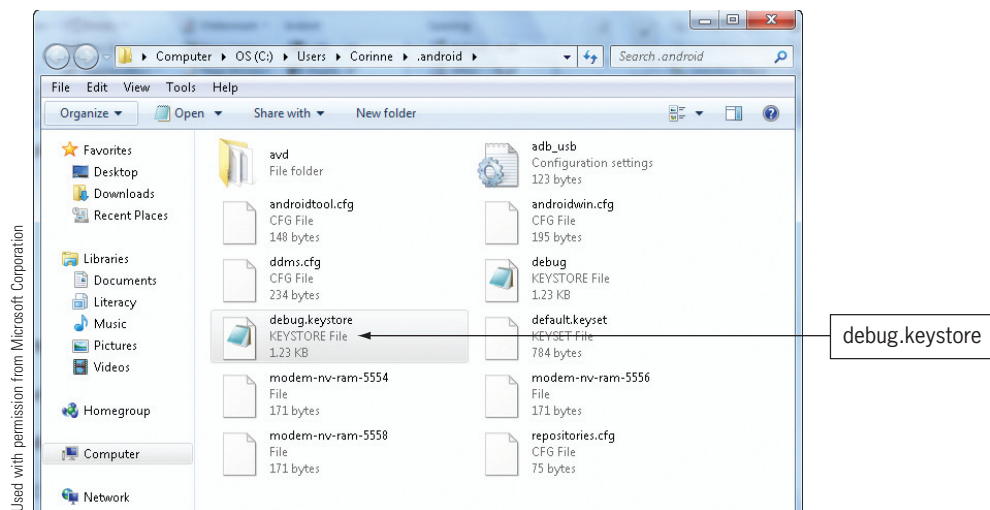 Computer ▸ OS (C:) ▸ Users ▸ Corinne ▸ .android ▸
Search .android
File Edit View Tools Help
Organize Open Share with New folder
Favorites
Desktop
Downloads
Recent Places
Libraries
Documents
Literacy
Music
Pictures
Videos
Homegroup
Computer
Network
avd
File folder
adb_usb
Configuration settings
123 bytes
androidtool.cfg
CFG File
148 bytes
androidwin.cfg
CFG File
195 bytes
ddms.cfg
CFG File
234 bytes
debug
KEYSTORE File
1.23 KB
debug.keystore
KEYSTORE File
1.23 KB
default.keyset
KEYSET File
784 bytes
modem-nv-ram-5554
File
171 bytes
modem-nv-ram-5556
File
171 bytes
modem-nv-ram-5558
File
171 bytes
repositories.cfg
CFG File
75 bytes
debug.keystore
Used with permission from Microsoft Corporation